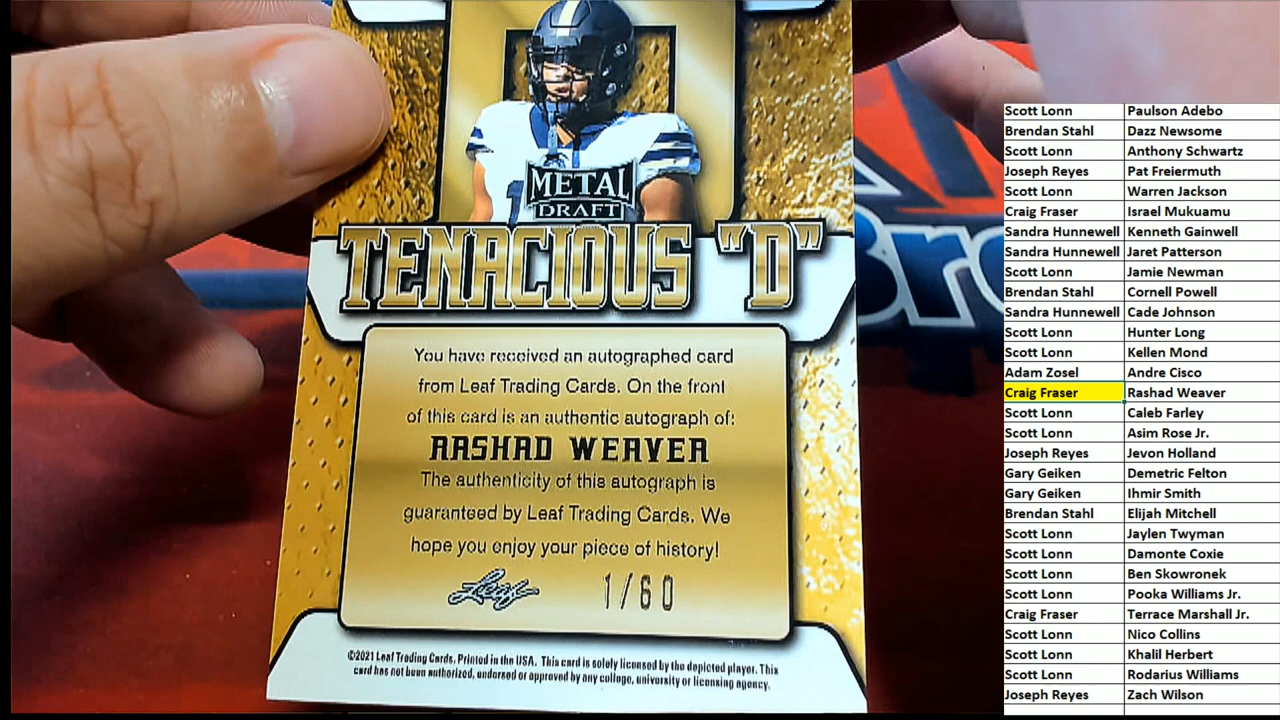 METAL
DRAFT
TENACIOUS "D"
You have received an autographed card
from Leaf Trading Cards. On the front
of this card is an authentic autograph of:
RASHAD WEAVER
The authenticity of this autograph is
guaranteed by Leaf Trading Cards. We
hope you enjoy your piece of history!
Leaf 1/60
©2021 Leaf Trading Cards, Printed in the USA. This card is solely licensed by the depicted player. This
card has not been authorized, endorsed or approved by any college, university or licensing agency.
Scott Lonn Paulson Adebo
Brendan Stahl Dazz Newsome
Scott Lonn Anthony Schwartz
Joseph Reyes Pat Freiermuth
Scott Lonn Warren Jackson
Craig Fraser Israel Mukuamu
Sandra Hunnewell Kenneth Gainwell
Sandra Hunnewell Jaret Patterson
Scott Lonn Jamie Newman
Brendan Stahl Cornell Powell
Sandra Hunnewell Cade Johnson
Scott Lonn Hunter Long
Scott Lonn Kellen Mond
Adam Zosel Andre Cisco
Craig Fraser Rashad Weaver
Scott Lonn Caleb Farley
Scott Lonn Asim Rose Jr.
Joseph Reyes Jevon Holland
Gary Geiken Demetric Felton
Gary Geiken Ihmir Smith
Brendan Stahl Elijah Mitchell
Scott Lonn Jaylen Twyman
Scott Lonn Damonte Coxie
Scott Lonn Ben Skowronek
Scott Lonn Pooka Williams Jr.
Craig Fraser Terrace Marshall Jr.
Scott Lonn Nico Collins
Scott Lonn Khalil Herbert
Scott Lonn Rodarius Williams
Joseph Reyes Zach Wilson